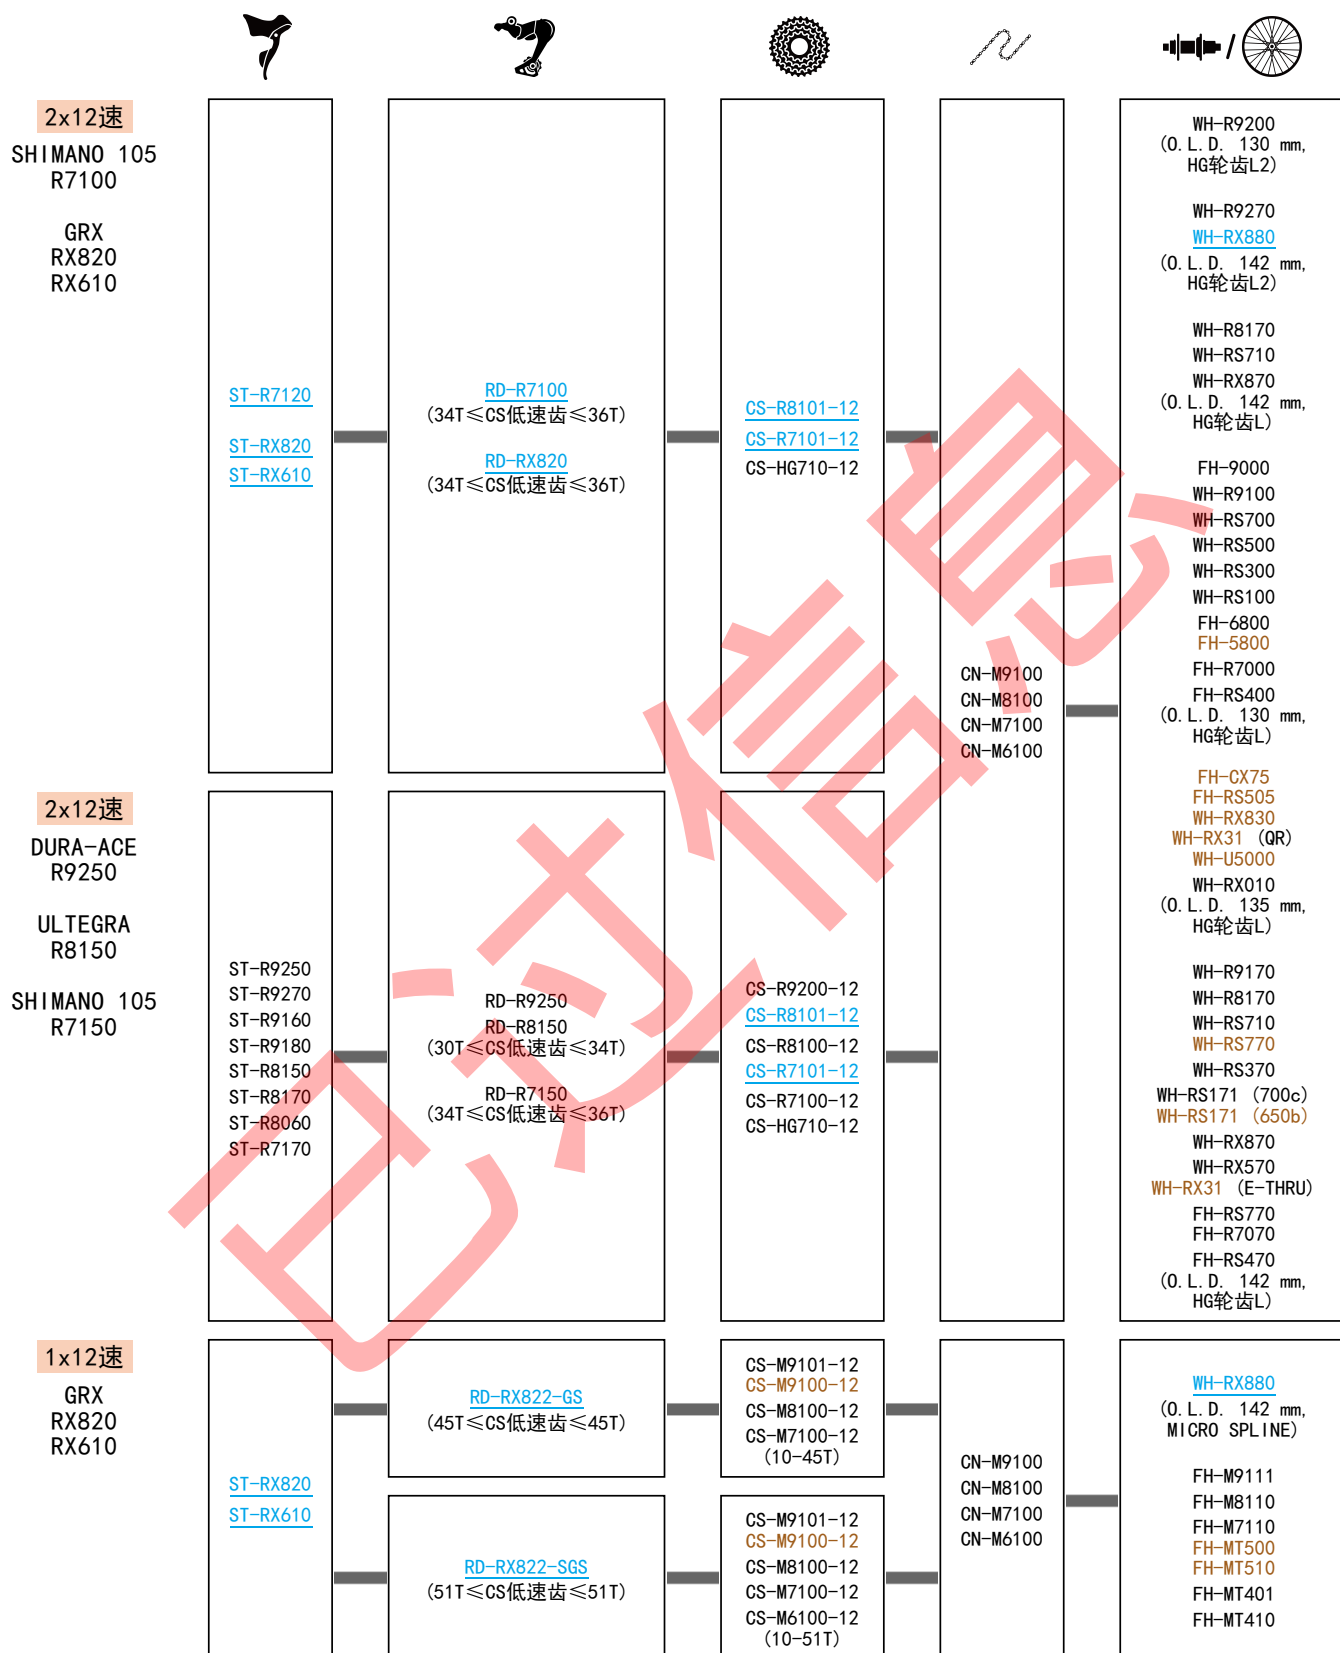 2x12速
SHIMANO 105
R7100
GRX
RX820
RX610
ST-R7120
ST-RX820
ST-RX610
RD-R7100
(34T≤CS低速齿≤36T)
RD-RX820
(34T≤CS低速齿≤36T)
CS-R8101-12
CS-R7101-12
CS-HG710-12
CN-M9100
CN-M8100
CN-M7100
CN-M6100
WH-R9200
(O.L.D. 130 mm,
HG轮齿L2)
WH-R9270
WH-RX880
(O.L.D. 142 mm,
HG轮齿L2)
WH-R8170
WH-RS710
WH-RX870
(O.L.D. 142 mm,
HG轮齿L)
FH-9000
WH-R9100
WH-RS700
WH-RS500
WH-RS300
WH-RS100
FH-6800
FH-5800
FH-R7000
FH-RS400
(O.L.D. 130 mm,
HG轮齿L)
FH-CX75
FH-RS505
WH-RX830
WH-RX31 (QR)
WH-U5000
WH-RX010
(O.L.D. 135 mm,
HG轮齿L)
WH-R9170
WH-R8170
WH-RS710
WH-RS770
WH-RS370
WH-RS171 (700c)
WH-RS171 (650b)
WH-RX870
WH-RX570
WH-RX31 (E-THRU)
FH-RS770
FH-R7070
FH-RS470
(O.L.D. 142 mm,
HG轮齿L)
2x12速
DURA-ACE
R9250
ULTEGRA
R8150
SHIMANO 105
R7150
ST-R9250
ST-R9270
ST-R9160
ST-R9180
ST-R8150
ST-R8170
ST-R8060
ST-R7170
RD-R9250
RD-R8150
(30T≤CS低速齿≤34T)
RD-R7150
(34T≤CS低速齿≤36T)
CS-R9200-12
CS-R8101-12
CS-R8100-12
CS-R7101-12
CS-R7100-12
CS-HG710-12
1x12速
GRX
RX820
RX610
ST-RX820
ST-RX610
RD-RX822-GS
(45T≤CS低速齿≤45T)
CS-M9101-12
CS-M9100-12
CS-M8100-12
CS-M7100-12
(10-45T)
RD-RX822-SGS
(51T≤CS低速齿≤51T)
CS-M9101-12
CS-M9100-12
CS-M8100-12
CS-M7100-12
CS-M6100-12
(10-51T)
CN-M9100
CN-M8100
CN-M7100
CN-M6100
WH-RX880
(O.L.D. 142 mm,
MICRO SPLINE)
FH-M9111
FH-M8110
FH-M7110
FH-MT500
FH-MT510
FH-MT401
FH-MT410
已过信息